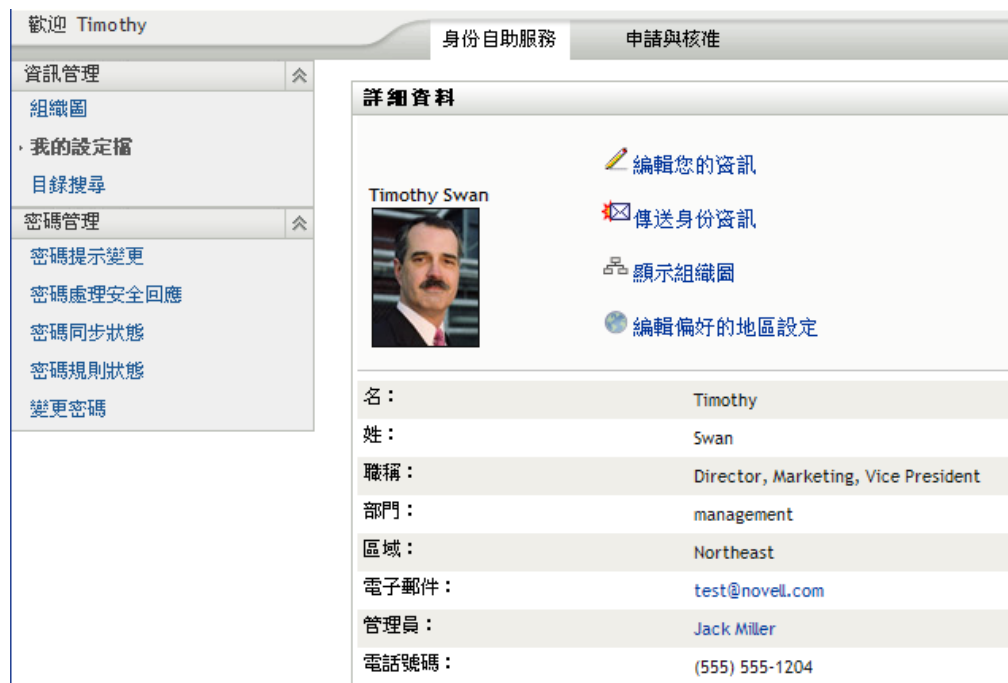 歡迎 Timothy
身份自助服務
申請與核准
資訊管理
組織圖
我的設定檔
目錄搜尋
密碼管理
密碼提示變更
密碼處理安全回應
密碼同步狀態
密碼規則狀態
變更密碼
詳細資料
Timothy Swan
編輯您的資訊
傳送身份資訊
顯示組織圖
編輯偏好的地區設定
名： Timothy
姓： Swan
職稱： Director, Marketing, Vice President
部門： management
區域： Northeast
電子郵件： test@novell.com
管理員： Jack Miller
電話號碼： (555) 555-1204